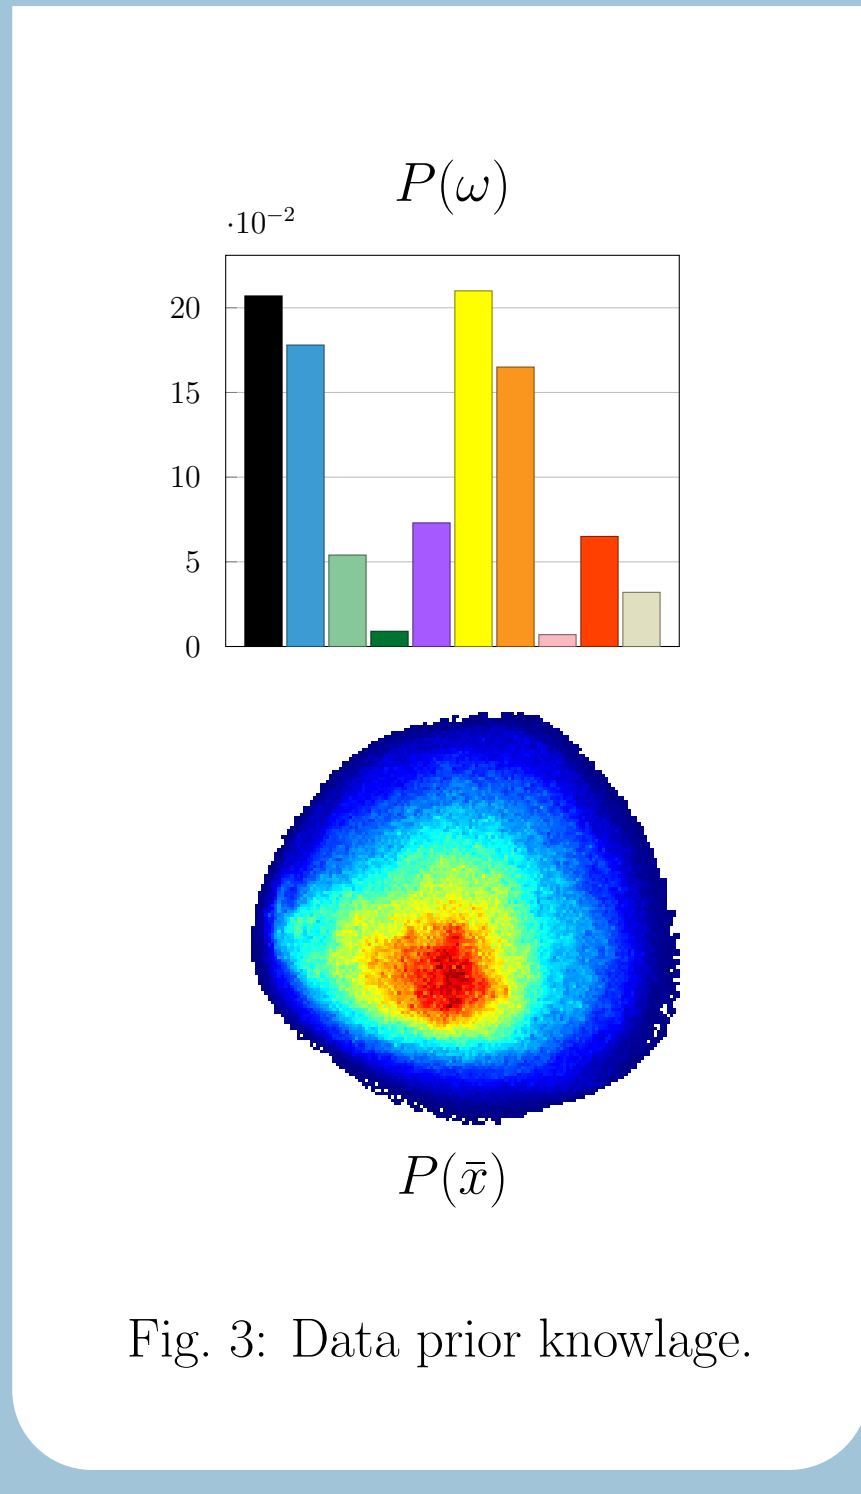 P(ω)
·10⁻²
20
15
10
5
0
P(x̄)
Fig. 3: Data prior knowlage.